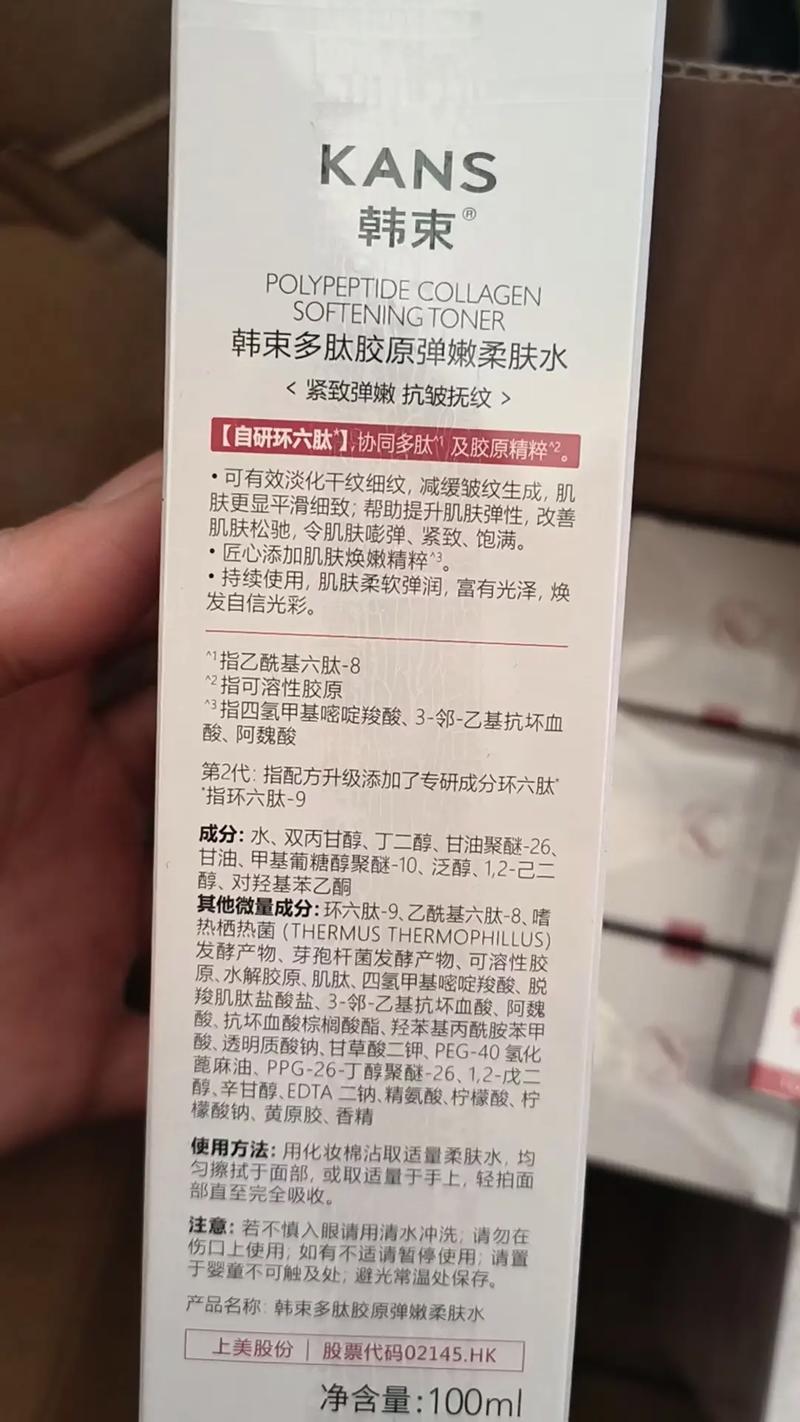 KANS
韩束®
POLYPEPTIDE COLLAGEN
SOFTENING TONER
韩束多肽胶原弹嫩柔肤水
< 紧致弹嫩 抗皱抚纹 >
【自研环六肽*】,协同多肽^1 及胶原精粹^2。
•可有效淡化干纹细纹, 减缓皱纹生成, 肌
肤更显平滑细致; 帮助提升肌肤弹性, 改善
肌肤松驰, 令肌肤嘭弹、紧致、饱满。
•匠心添加肌肤焕嫩精粹^3。
•持续使用, 肌肤柔软弹润, 富有光泽, 焕
发自信光彩。
^1指乙酰基六肽-8
^2指可溶性胶原
^3指四氢甲基嘧啶羧酸、3-邻-乙基抗坏血
酸、阿魏酸
第2代: 指配方升级添加了专研成分环六肽*
*指环六肽-9
成分: 水、双丙甘醇、丁二醇、甘油聚醚-26、
甘油、甲基葡糖醇聚醚-10、泛醇、1,2-己二
醇、对羟基苯乙酮
其他微量成分: 环六肽-9、乙酰基六肽-8、嗜
热栖热菌 (THERMUS THERMOPHILLUS)
发酵产物、芽孢杆菌发酵产物、可溶性胶
原、水解胶原、肌肽、四氢甲基嘧啶羧酸、脱
羧肌肽盐酸盐、3-邻-乙基抗坏血酸、阿魏
酸、抗坏血酸棕榈酸酯、羟苯基丙酰胺苯甲
酸、透明质酸钠、甘草酸二钾、PEG-40 氢化
蓖麻油、PPG-26-丁醇聚醚-26、1,2-戊二
醇、辛甘醇、EDTA 二钠、精氨酸、柠檬酸、柠
檬酸钠、黄原胶、香精
使用方法: 用化妆棉沾取适量柔肤水, 均
匀擦拭于面部, 或取适量于手上, 轻拍面
部直至完全吸收。
注意: 若不慎入眼请用清水冲洗; 请勿在
伤口上使用; 如有不适请暂停使用; 请置
于婴童不可触及处; 避光常温处保存。
产品名称: 韩束多肽胶原弹嫩柔肤水
上美股份 | 股票代码02145.HK
净含量: 100ml